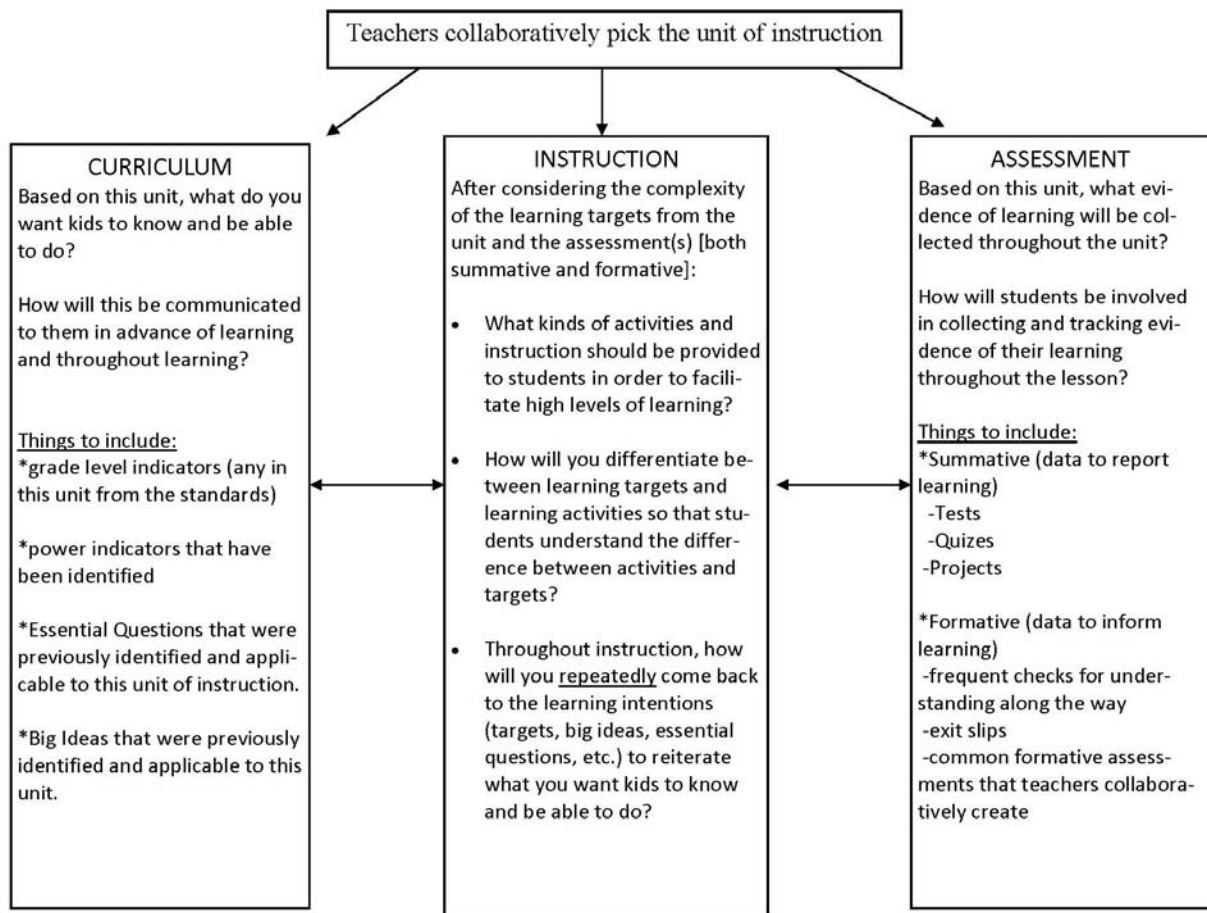 Teachers collaboratively pick the unit of instruction
CURRICULUM
Based on this unit, what do you
want kids to know and be able
to do?
How will this be communicated
to them in advance of learning
and throughout learning?
Things to include:
*grade level indicators (any in
this unit from the standards)
*power indicators that have
been identified
*Essential Questions that were
previously identified and appli-
cable to this unit of instruction.
*Big Ideas that were previously
identified and applicable to this
unit.
INSTRUCTION
After considering the complexity
of the learning targets from the
unit and the assessment(s) [both
summative and formative]:
• What kinds of activities and
instruction should be provided
to students in order to facili-
tate high levels of learning?
• How will you differentiate be-
tween learning targets and
learning activities so that stu-
dents understand the differ-
ence between activities and
targets?
• Throughout instruction, how
will you repeatedly come back
to the learning intentions
(targets, big ideas, essential
questions, etc.) to reiterate
what you want kids to know
and be able to do?
ASSESSMENT
Based on this unit, what evi-
dence of learning will be col-
lected throughout the unit?
How will students be involved
in collecting and tracking evi-
dence of their learning
throughout the lesson?
Things to include:
*Summative (data to report
learning)
-Tests
-Quizes
-Projects
*Formative (data to inform
learning)
-frequent checks for under-
standing along the way
-exit slips
-common formative assess-
ments that teachers collabora-
tively create